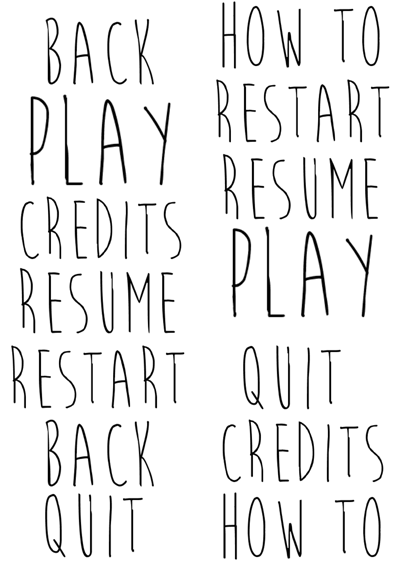 BACK
PLAY
CREDITS
RESUME
RESTART
BACK
QUIT
HOW TO
RESTART
RESUME
PLAY
QUIT
CREDITS
HOW TO